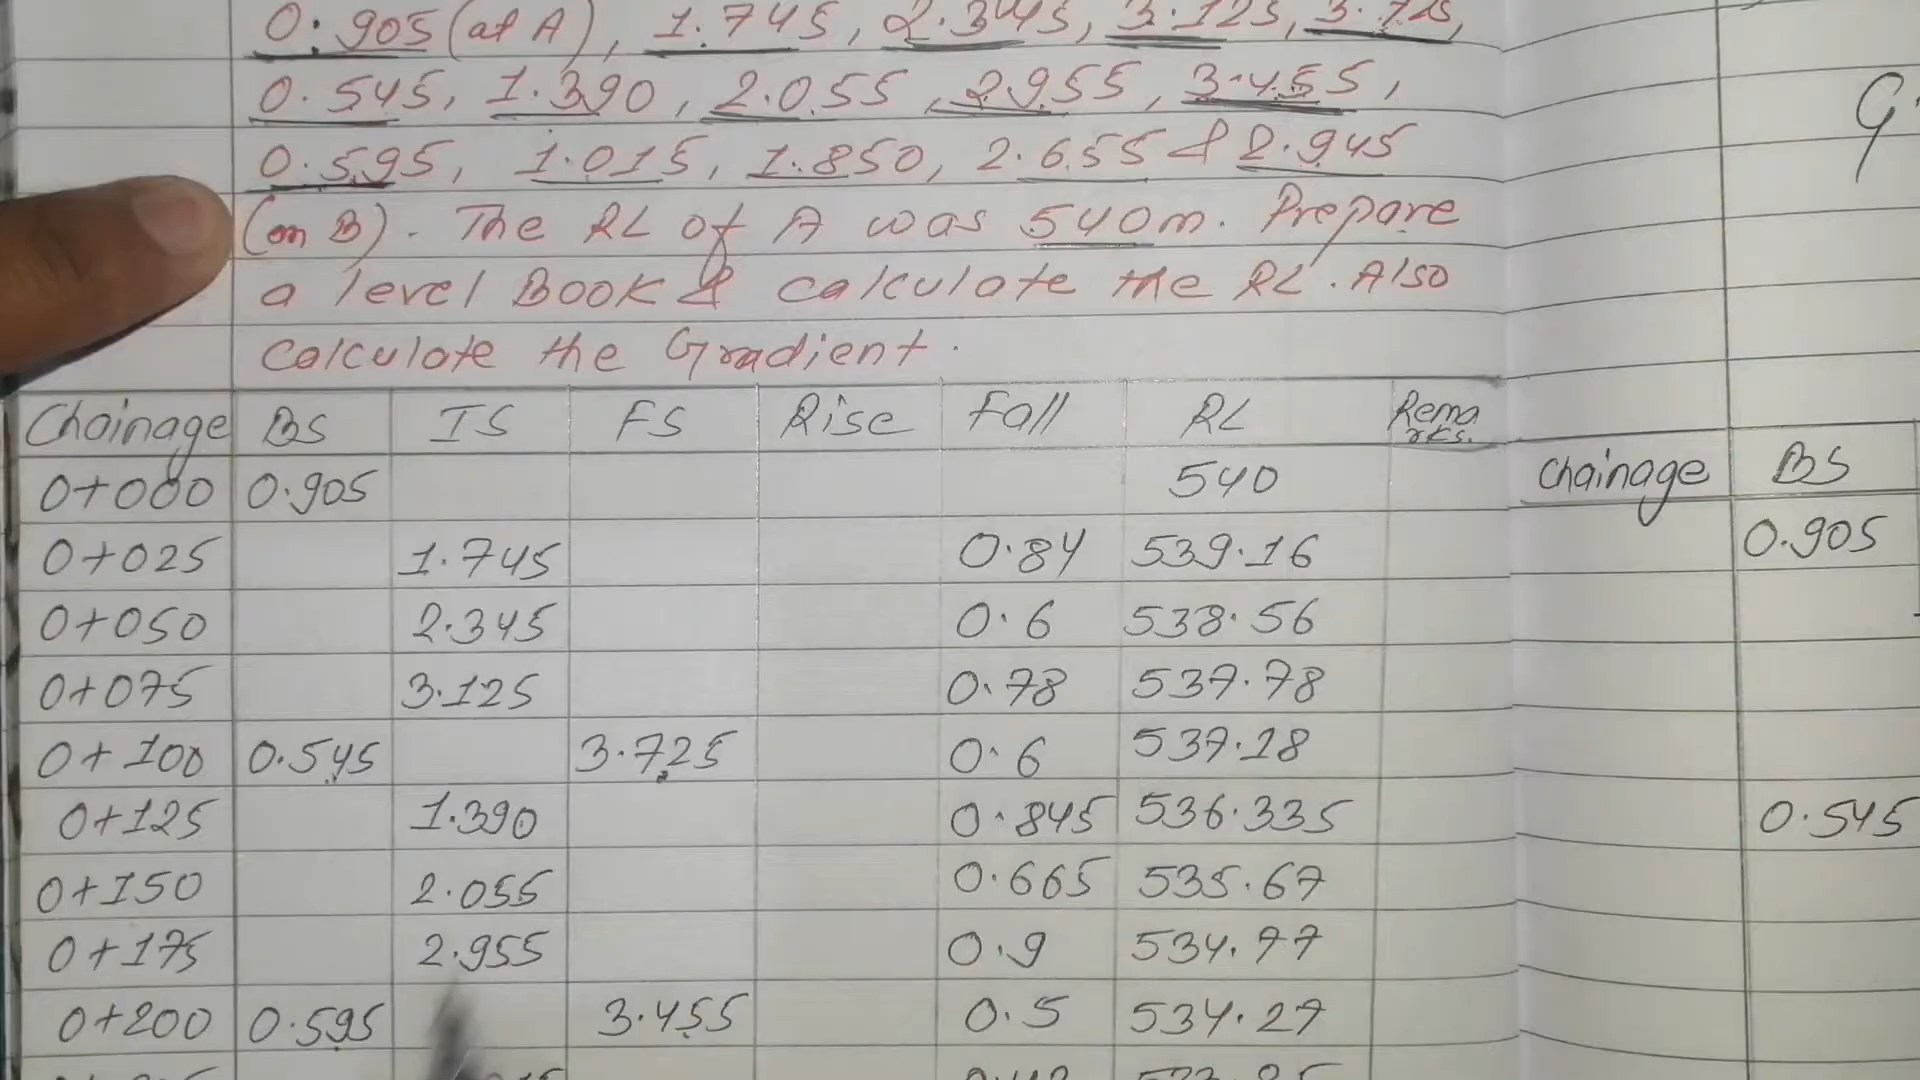 0.905 (at A), 1.745, 2.345, 3.125, 3.725,
0.545, 1.390, 2.055, 2.955, 3.455,
0.595, 1.015, 1.850, 2.655 & 2.945
(on B). The RL of A was 540m. Prepare
a level Book & calculate the RL. Also
calculate the Gradient.
Chainage BS IS FS Rise Fall RL Remarks.
0+000 0.905 540
0+025 1.745 0.84 539.16
0+050 2.345 0.6 538.56
0+075 3.125 0.78 537.78
0+100 0.545 3.725 0.6 537.18
0+125 1.390 0.845 536.335
0+150 2.055 0.665 535.67
0+175 2.955 0.9 534.77
0+200 0.595 3.455 0.5 534.27
Chainage BS
0.905
0.545